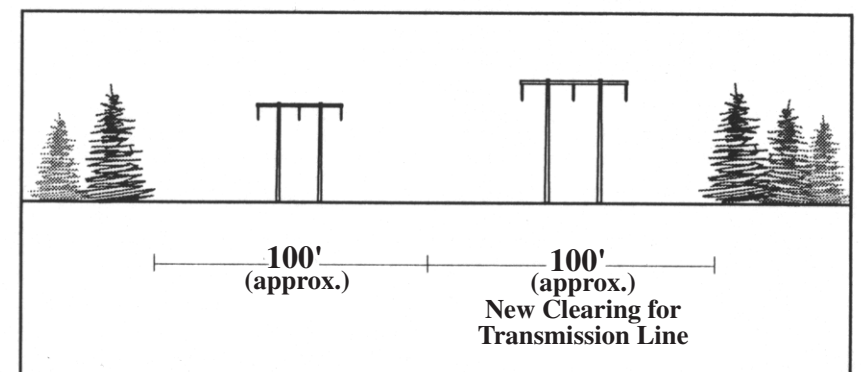 100'
(approx.)
100'
(approx.)
New Clearing for
Transmission Line